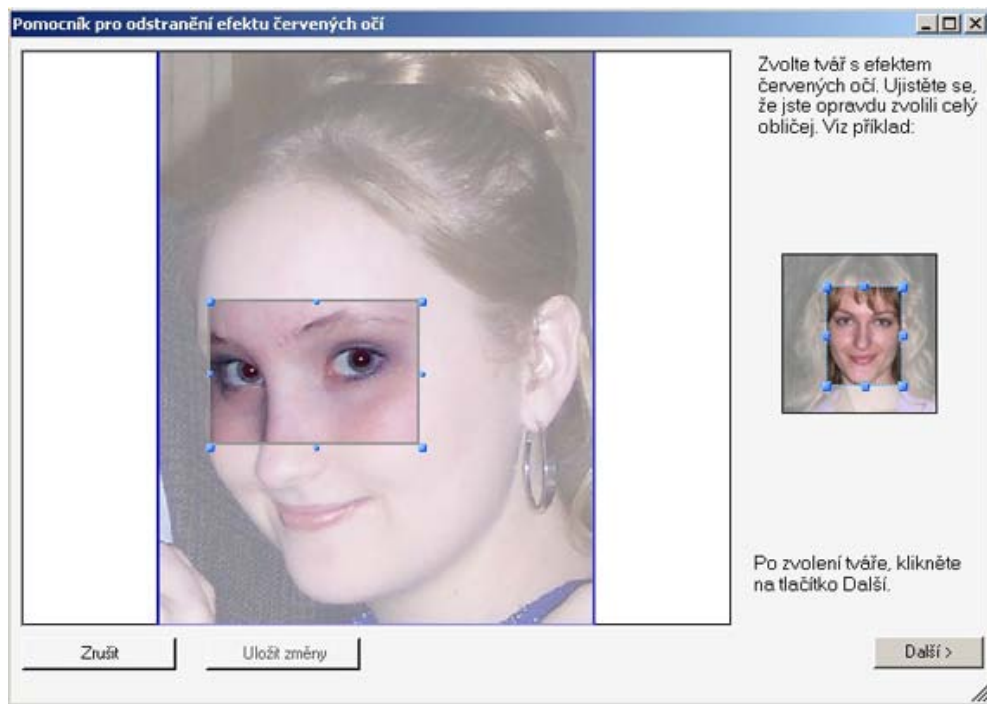 Pomocník pro odstranění efektu červených očí
Zvolte tvář s efektem
červených očí. Ujistěte se,
že jste opravdu zvolili celý
obličej. Viz příklad:
Po zvolení tváře, klikněte
na tlačítko Další.
Zrušit
Uložit změny
Další >